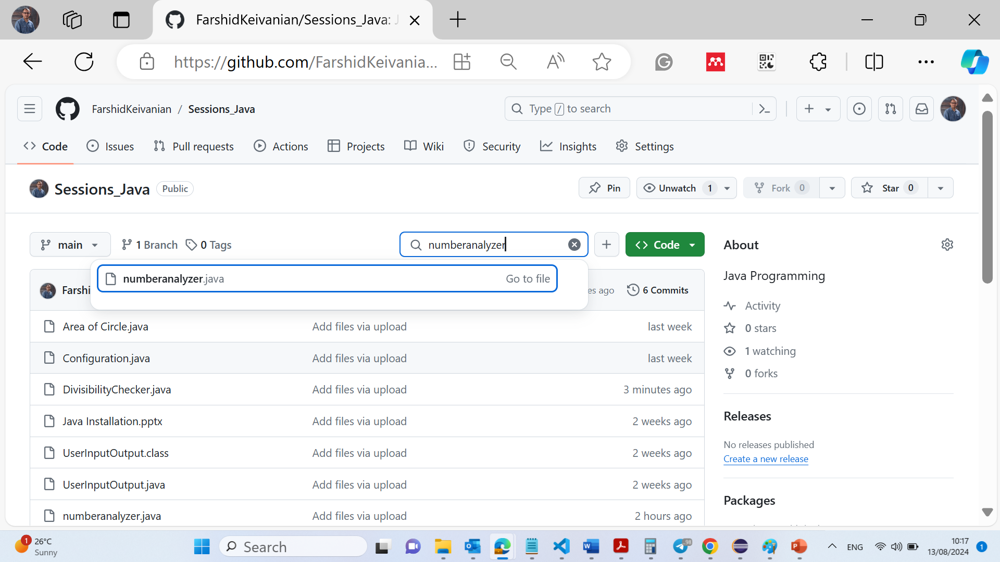 FarshidKeivanian/Sessions_Java: J
https://github.com/FarshidKeivania...
FarshidKeivanian / Sessions_Java
Type / to search
Code
Issues
Pull requests
Actions
Projects
Wiki
Security
Insights
Settings
Sessions_Java Public
Pin
Unwatch 1
Fork 0
Star 0
main
1 Branch
0 Tags
numberanalyzer
Code
About
numberanalyzer.java Go to file
Java Programming
Farshi
es ago
6 Commits
Activity
Area of Circle.java Add files via upload last week
0 stars
Configuration.java Add files via upload last week
1 watching
0 forks
DivisibilityChecker.java Add files via upload 3 minutes ago
Releases
Java Installation.pptx Add files via upload 2 weeks ago
No releases published
UserInputOutput.class Add files via upload 2 weeks ago
Create a new release
UserInputOutput.java Add files via upload 2 weeks ago
Packages
numberanalyzer.java Add files via upload 2 hours ago
1
26°C
Sunny
Search
98
ENG
10:17
13/08/2024
1